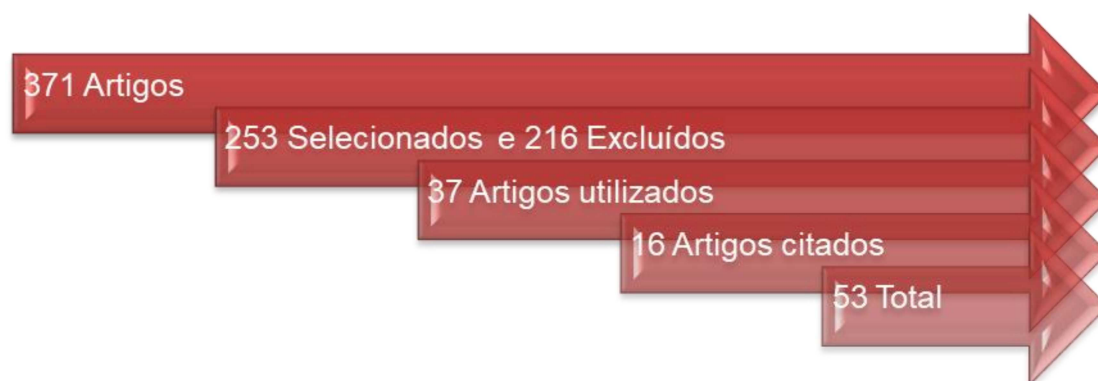 371 Artigos
253 Selecionados e 216 Excluídos
37 Artigos utilizados
16 Artigos citados
53 Total